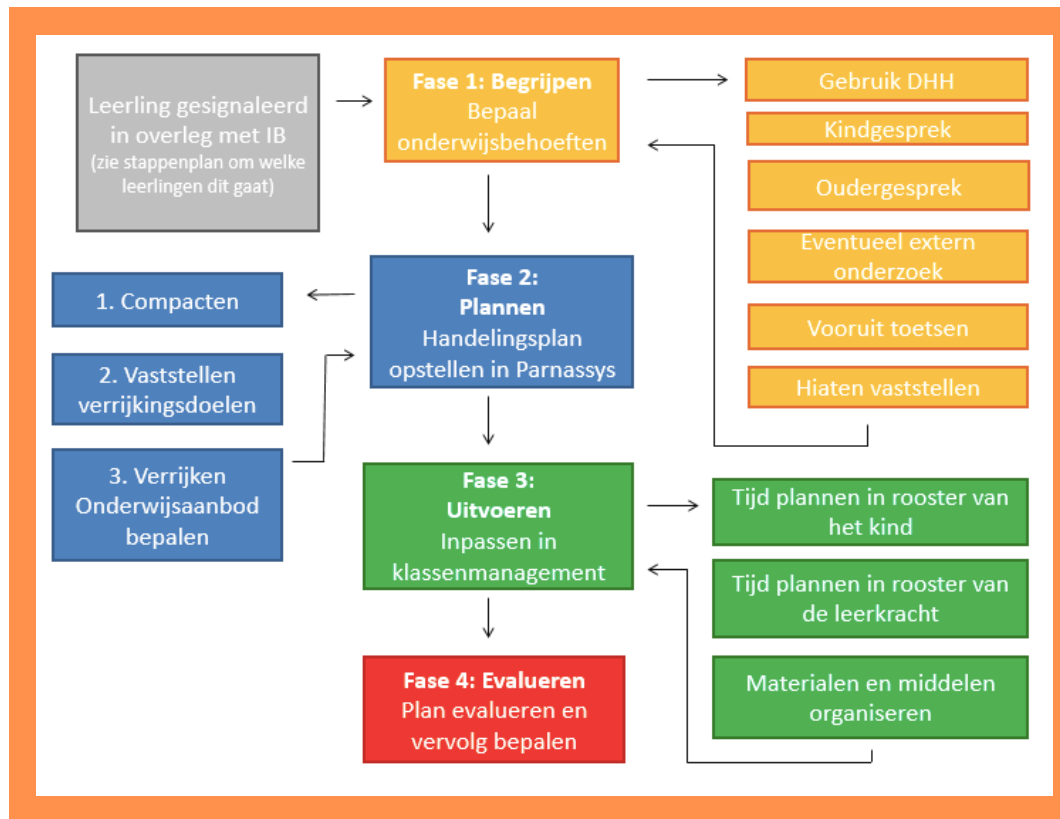 Leerling gesignaleerd
in overleg met IB
(zie stappenplan om welke
leerlingen dit gaat)
Fase 1: Begrijpen
Bepaal
onderwijsbehoeften
Gebruik DHH
Kindgesprek
Oudergesprek
Eventueel extern
onderzoek
Vooruit toetsen
Hiaten vaststellen
Fase 2:
Plannen
Handelingsplan
opstellen in Parnassys
1. Compacten
2. Vaststellen
verrijkingsdoelen
3. Verrijken
Onderwijsaanbod
bepalen
Fase 3:
Uitvoeren
Inpassen in
klassenmanagement
Tijd plannen in rooster van
het kind
Tijd plannen in rooster van
de leerkracht
Materialen en middelen
organiseren
Fase 4: Evalueren
Plan evalueren en
vervolg bepalen